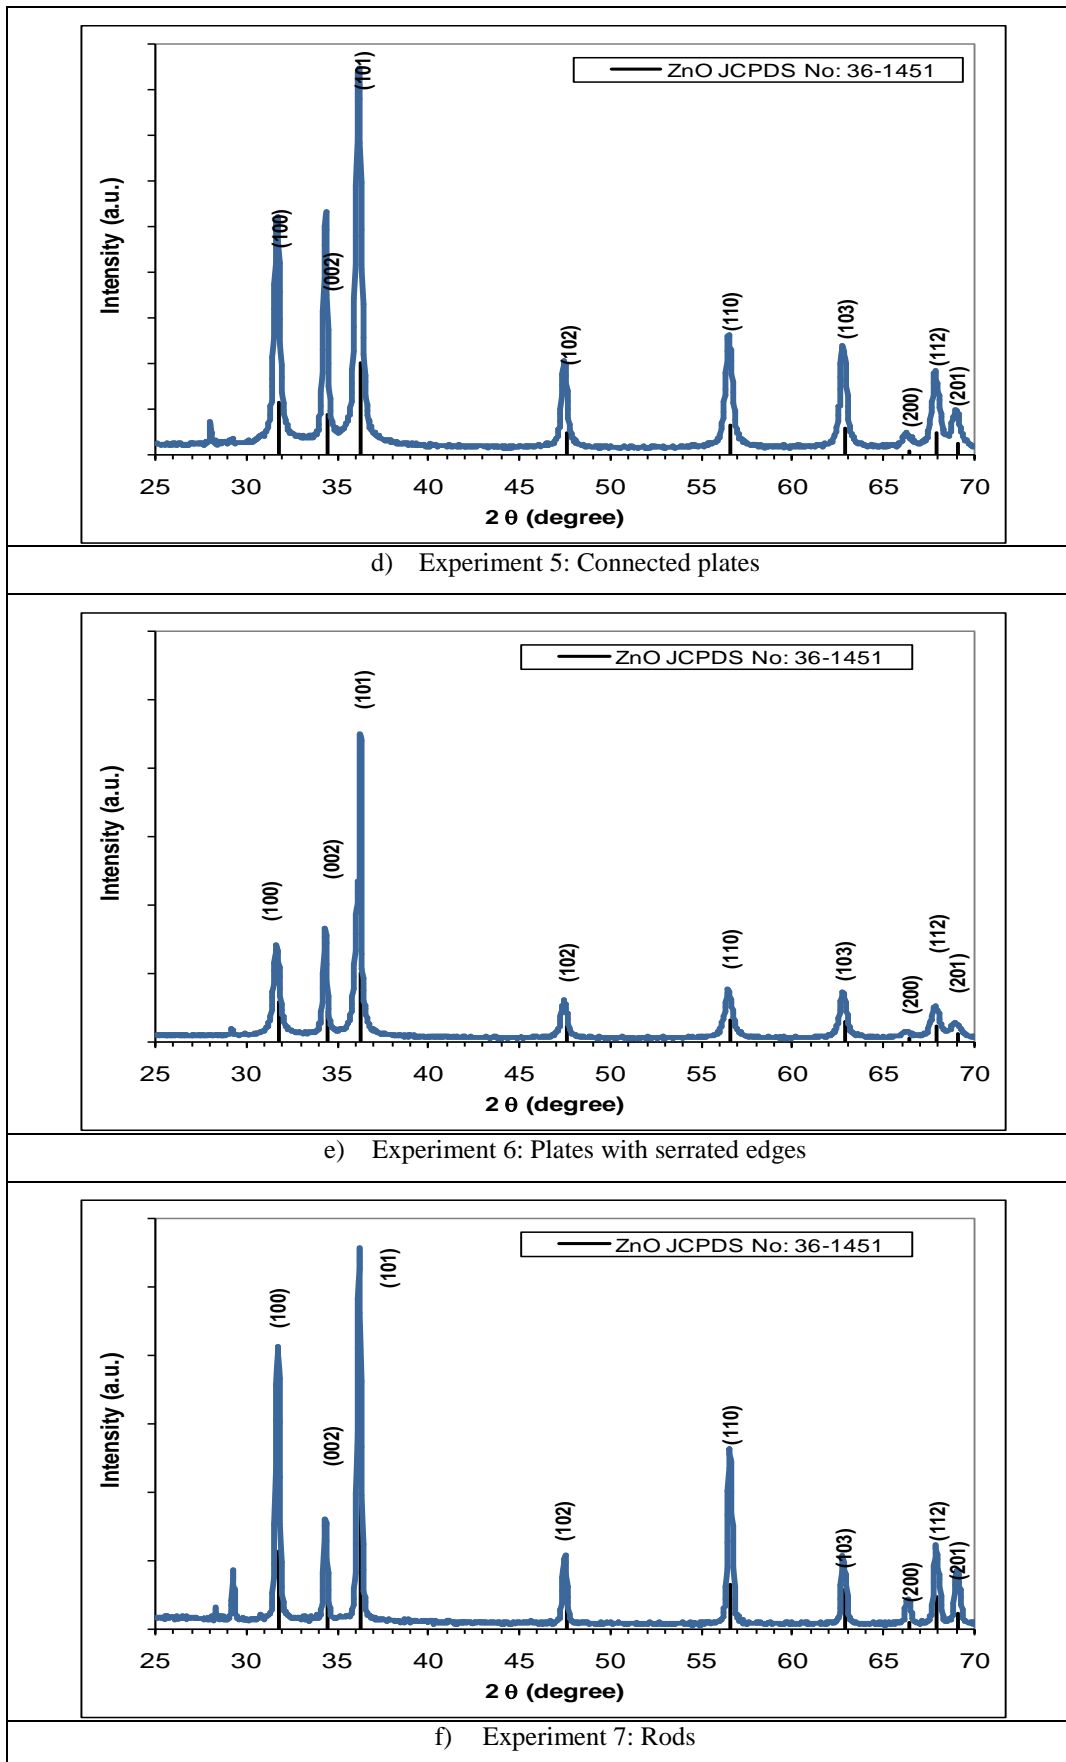 ZnO JCPDS No: 36-1451
Intensity (a.u.)
(100)
(002)
(101)
(102)
(110)
(103)
(200)
(112)
(201)
25 30 35 40 45 50 55 60 65 70
2 θ (degree)
d) Experiment 5: Connected plates
ZnO JCPDS No: 36-1451
Intensity (a.u.)
(100)
(002)
(101)
(102)
(110)
(103)
(200)
(112)
(201)
25 30 35 40 45 50 55 60 65 70
2 θ (degree)
e) Experiment 6: Plates with serrated edges
ZnO JCPDS No: 36-1451
Intensity (a.u.)
(100)
(002)
(101)
(102)
(110)
(103)
(200)
(112)
(201)
25 30 35 40 45 50 55 60 65 70
2 θ (degree)
f) Experiment 7: Rods